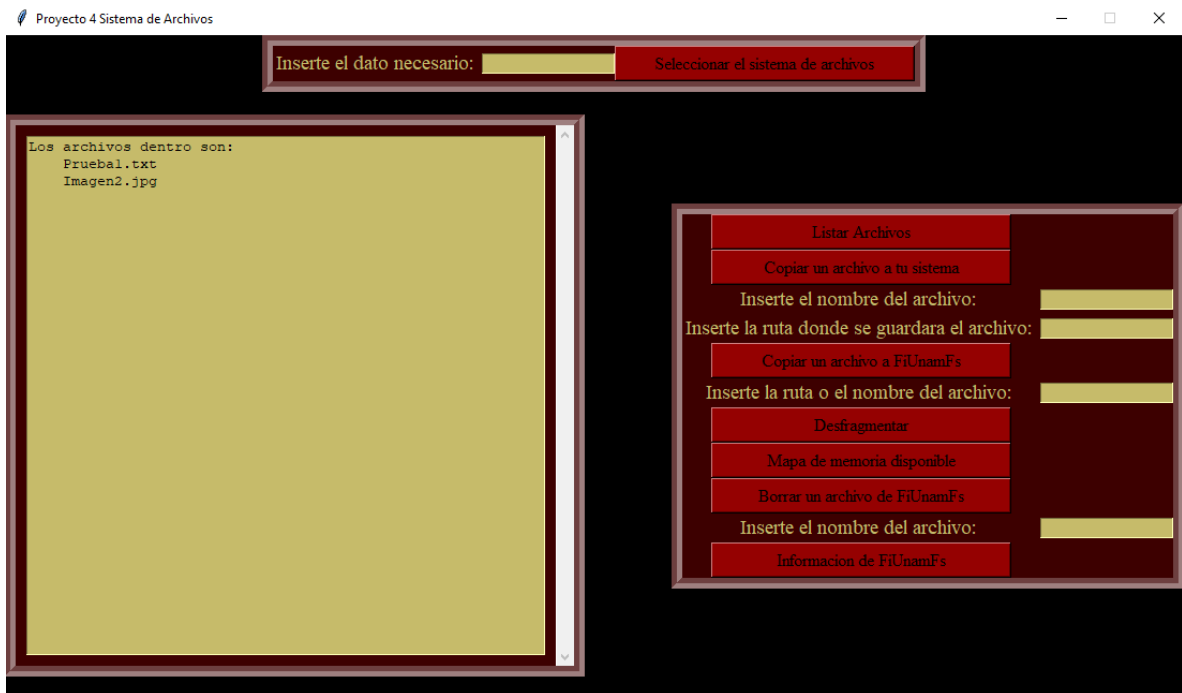 Proyecto 4 Sistema de Archivos
Inserte el dato necesario:
Seleccionar el sistema de archivos
Los archivos dentro son:
Prueba1.txt
Imagen2.jpg
Listar Archivos
Copiar un archivo a tu sistema
Inserte el nombre del archivo:
Inserte la ruta donde se guardara el archivo:
Copiar un archivo a FiUnamFs
Inserte la ruta o el nombre del archivo:
Desfragmentar
Mapa de memoria disponible
Borrar un archivo de FiUnamFs
Inserte el nombre del archivo:
Informacion de FiUnamFs